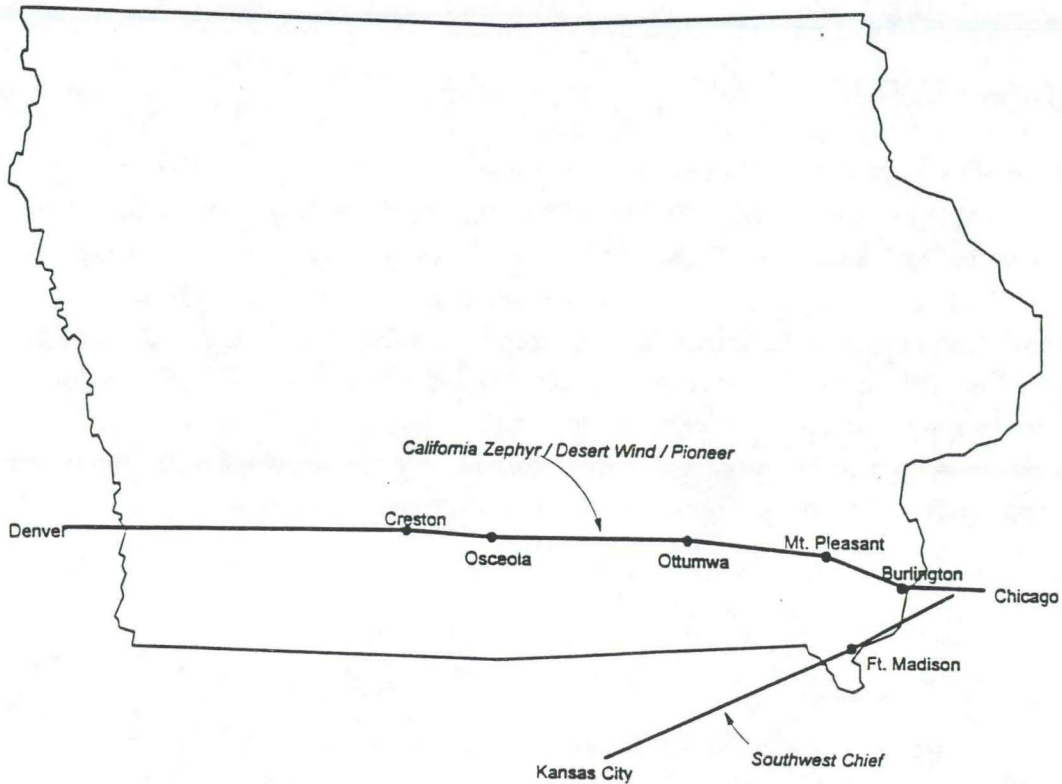 California Zephyr / Desert Wind / Pioneer
Denver
Creston
Osceola
Ottumwa
Mt. Pleasant
Burlington
Chicago
Ft. Madison
Southwest Chief
Kansas City